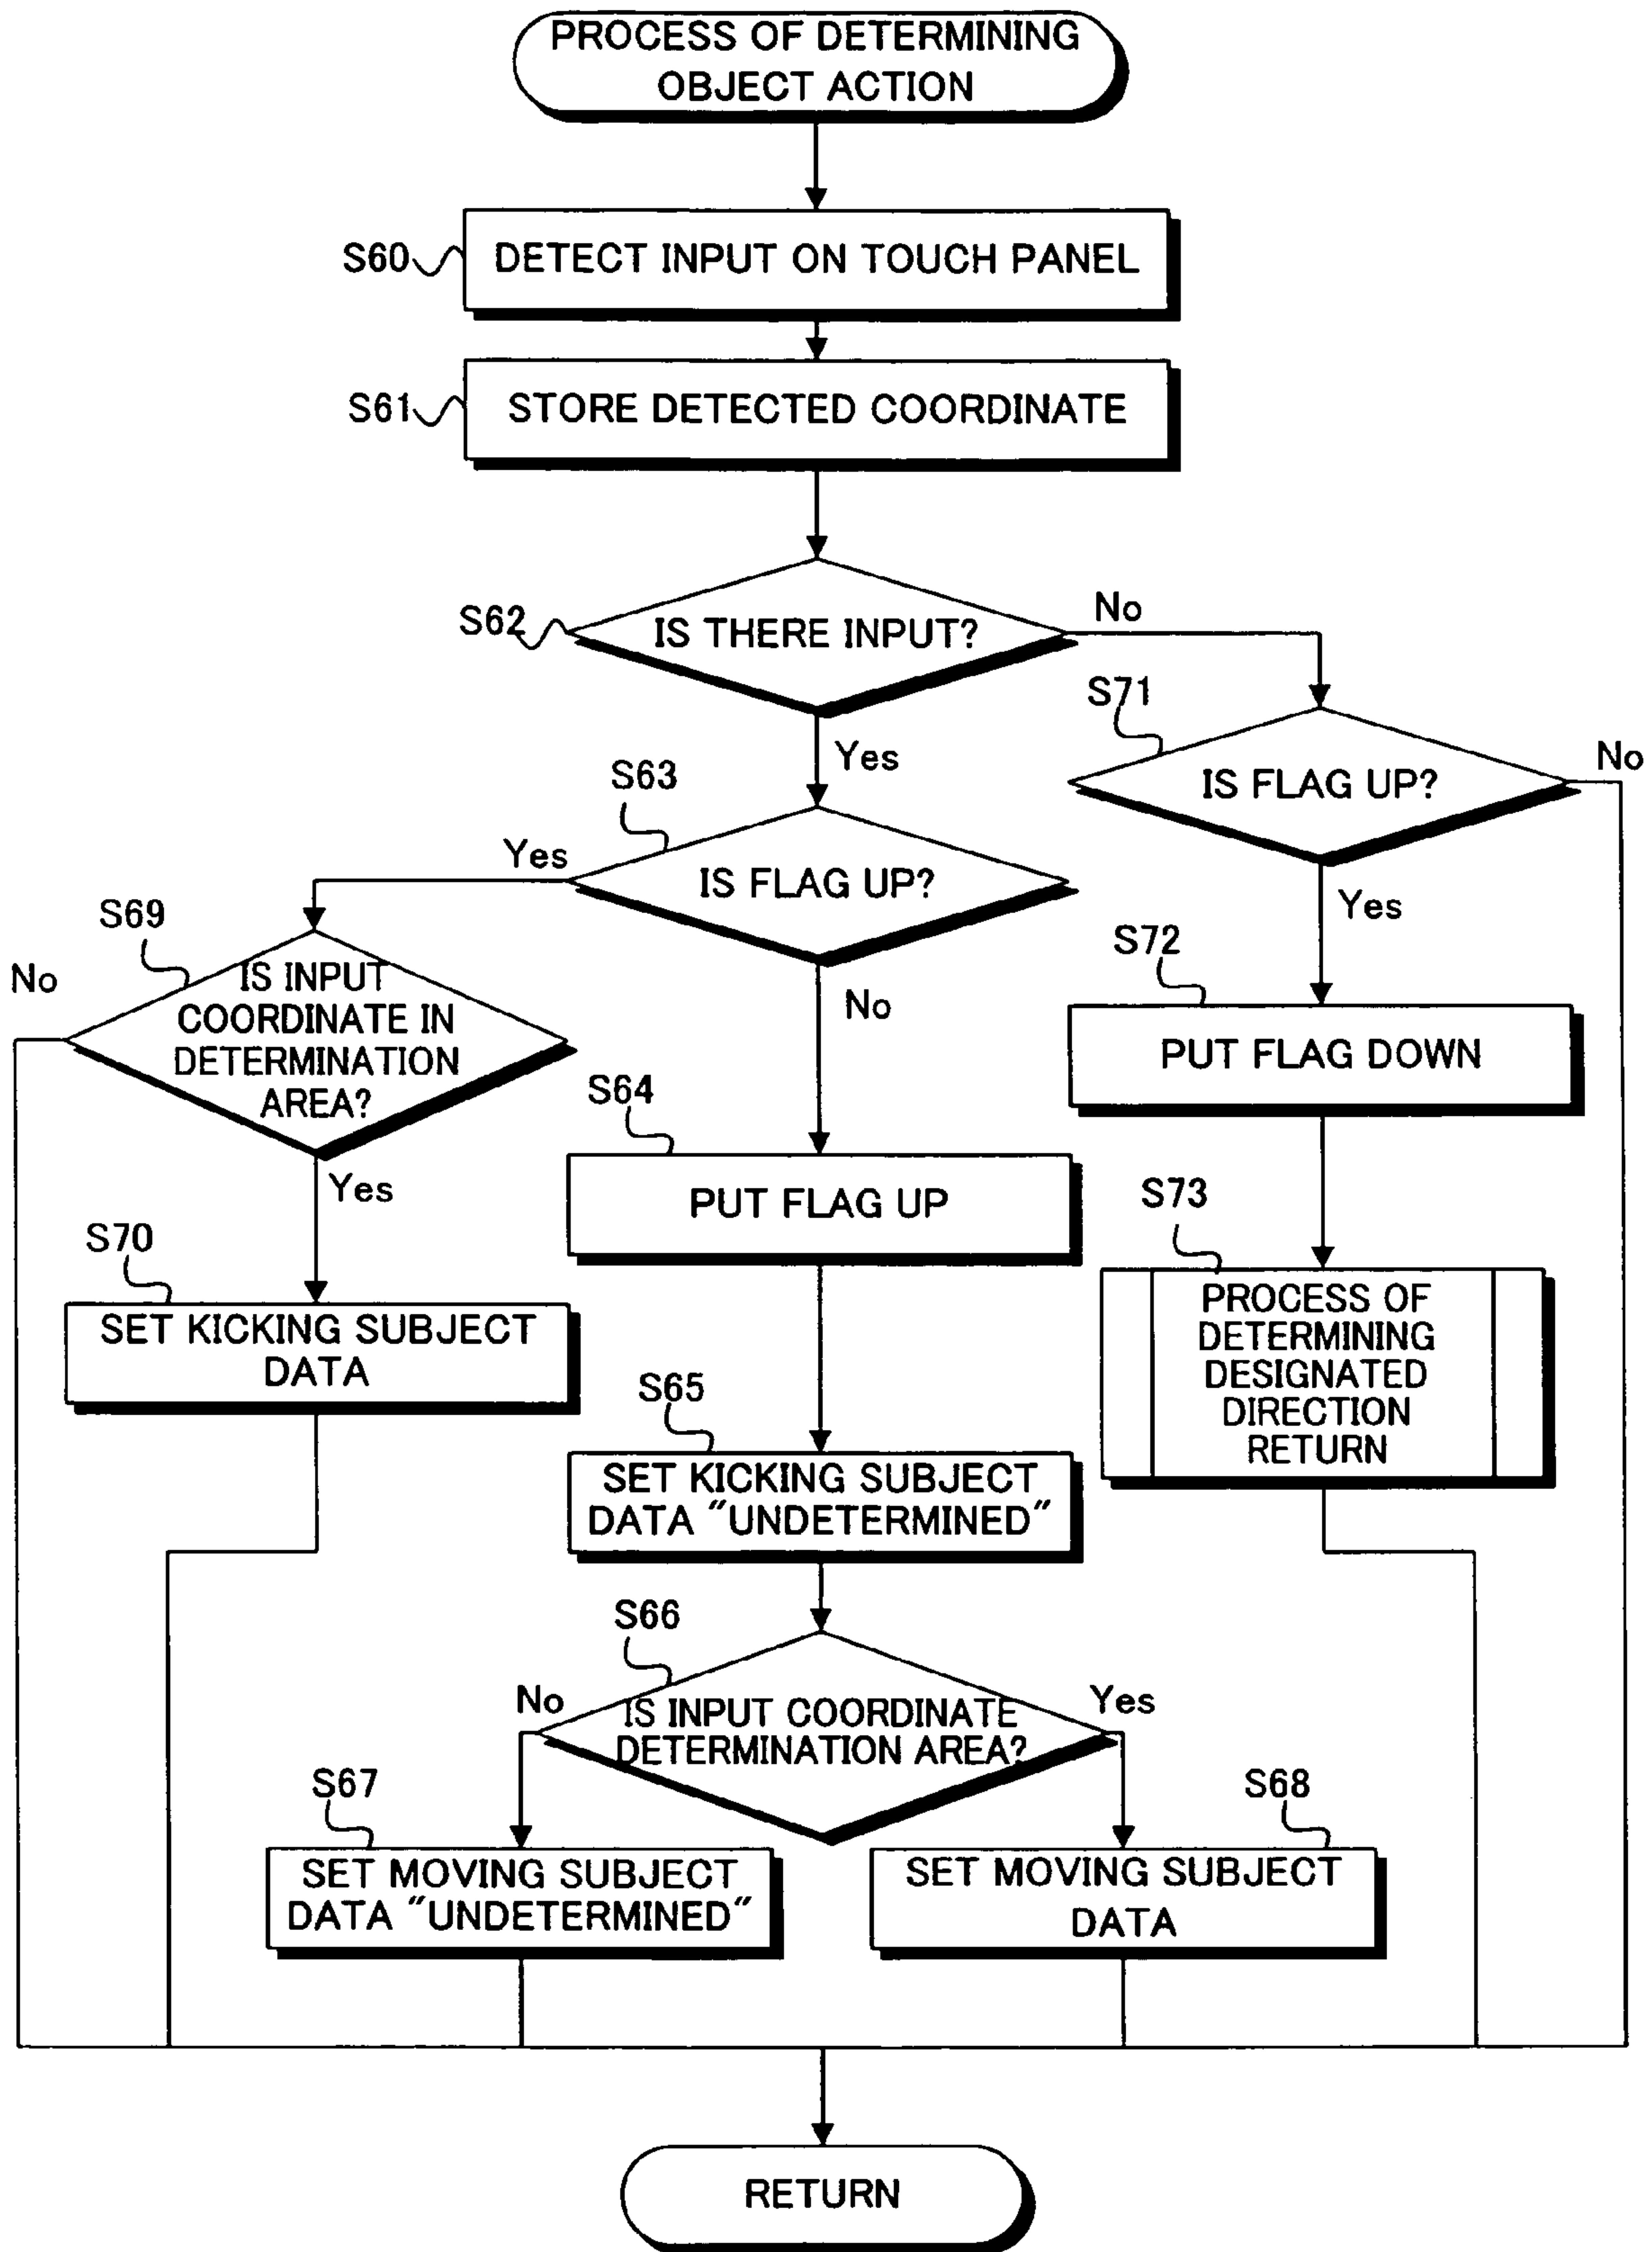 PROCESS OF DETERMINING
OBJECT ACTION
S60
DETECT INPUT ON TOUCH PANEL
S61
STORE DETECTED COORDINATE
S62
IS THERE INPUT?
No
S71
IS FLAG UP?
No
Yes
S63
IS FLAG UP?
Yes
No
Yes
S69
IS INPUT
COORDINATE IN
DETERMINATION
AREA?
No
Yes
S72
PUT FLAG DOWN
S64
PUT FLAG UP
S70
SET KICKING SUBJECT
DATA
S73
PROCESS OF
DETERMINING
DESIGNATED
DIRECTION
RETURN
S65
SET KICKING SUBJECT
DATA "UNDETERMINED"
S66
IS INPUT COORDINATE
DETERMINATION AREA?
No
Yes
S67
SET MOVING SUBJECT
DATA "UNDETERMINED"
S68
SET MOVING SUBJECT
DATA
RETURN